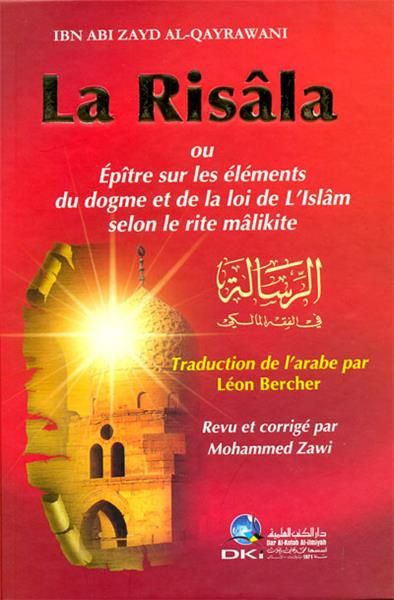 IBN ABI ZAYD AL-QAYRAWANI
La Risâla
ou
Épître sur les éléments
du dogme et de la loi de L'Islâm
selon le rite mâlikite
الرسالة
في الفقه المالكي
Traduction de l'arabe par
Léon Bercher
Revu et corrigé par
Mohammed Zawi
DKi
دار الكتب العلمية
Dar Al-Kotob Al-ilmiyah